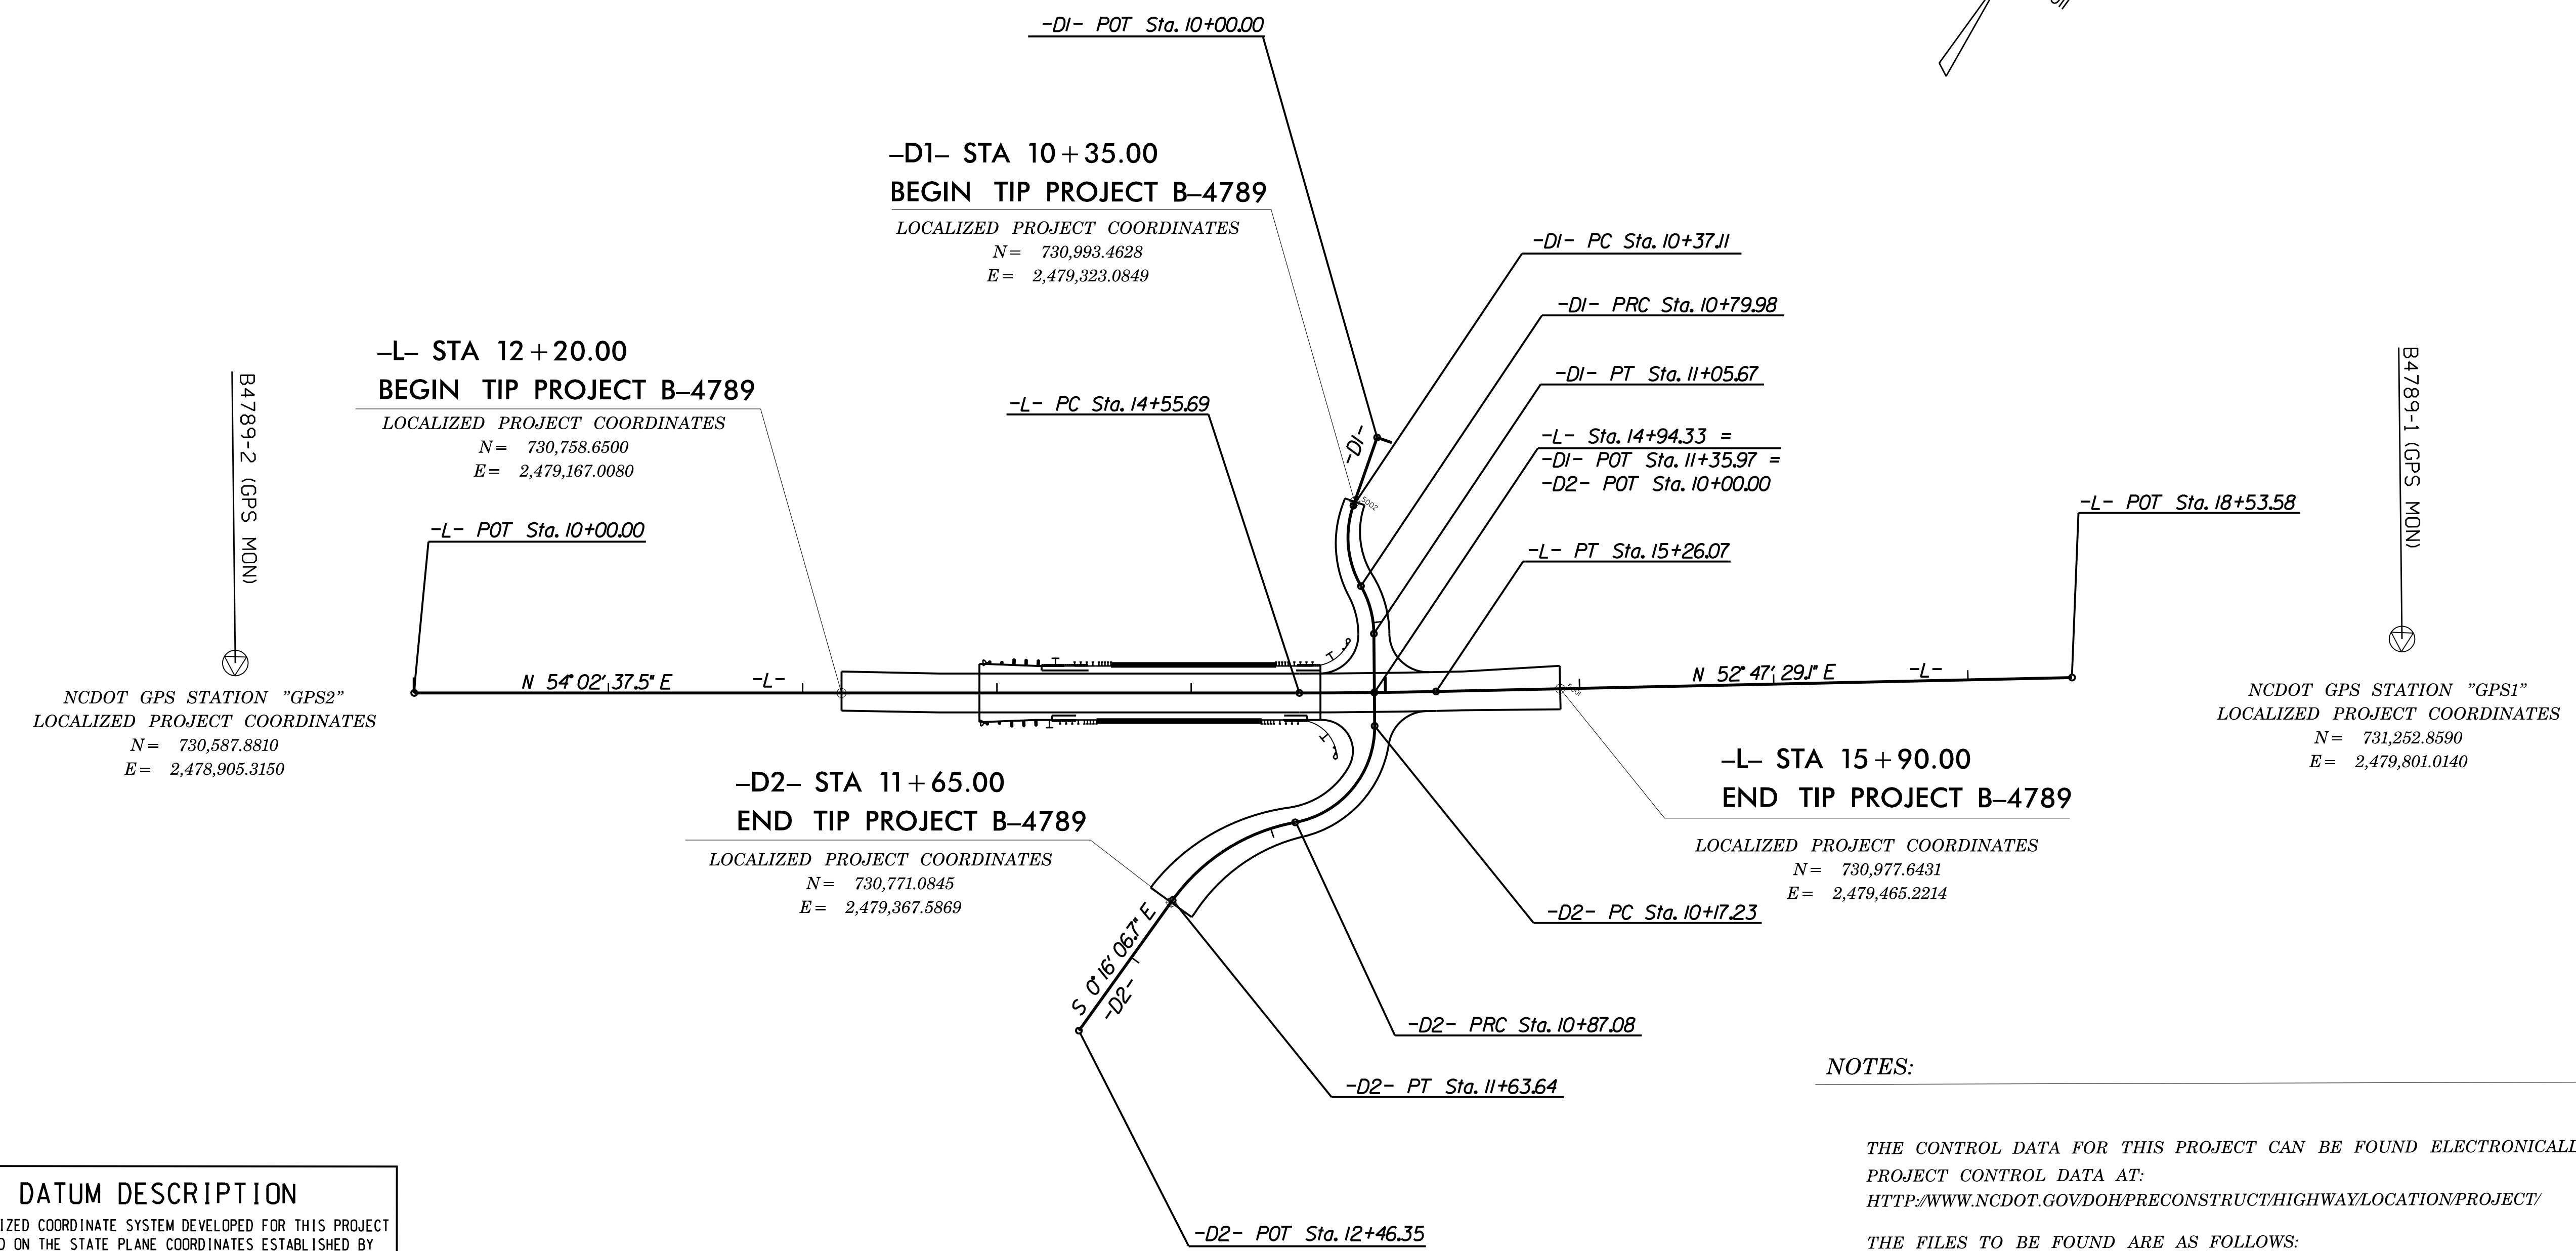 -D1- POT Sta. 10+00.00
-D1- STA 10+35.00
BEGIN TIP PROJECT B-4789
LOCALIZED PROJECT COORDINATES
N= 730,993.4628
E= 2,479,323.0849
-D1- PC Sta. 10+37.11
-D1- PRC Sta. 10+79.98
-D1- PT Sta. 11+05.67
-L- Sta. 14+94.33 =
-D1- POT Sta. 11+35.97 =
-D2- POT Sta. 10+00.00
-L- PT Sta. 15+26.07
-L- POT Sta. 18+53.58
-L- STA 12+20.00
BEGIN TIP PROJECT B-4789
LOCALIZED PROJECT COORDINATES
N= 730,758.6500
E= 2,479,167.0080
-L- PC Sta. 14+55.69
-L- POT Sta. 10+00.00
B4789-2 (GPS MON)
B4789-1 (GPS MON)
-D1-
5002
N 54° 02' 37.5" E
-L-
N 52° 47' 29.1" E
-L-
5001
NCDOT GPS STATION "GPS2"
LOCALIZED PROJECT COORDINATES
N= 730,587.8810
E= 2,478,905.3150
NCDOT GPS STATION "GPS1"
LOCALIZED PROJECT COORDINATES
N= 731,252.8590
E= 2,479,801.0140
-D2- STA 11+65.00
END TIP PROJECT B-4789
LOCALIZED PROJECT COORDINATES
N= 730,771.0845
E= 2,479,367.5869
-L- STA 15+90.00
END TIP PROJECT B-4789
LOCALIZED PROJECT COORDINATES
N= 730,977.6431
E= 2,479,465.2214
-D2- PC Sta. 10+17.23
S 0° 16' 06.7" E
-D2-
-D2- PRC Sta. 10+87.08
-D2- PT Sta. 11+63.64
-D2- POT Sta. 12+46.35
NOTES:
THE CONTROL DATA FOR THIS PROJECT CAN BE FOUND ELECTRONICALL
PROJECT CONTROL DATA AT:
HTTP://WWW.NCDOT.GOV/DOH/PRECONSTRUCT/HIGHWAY/LOCATION/PROJECT/
THE FILES TO BE FOUND ARE AS FOLLOWS:
DATUM DESCRIPTION
IZED COORDINATE SYSTEM DEVELOPED FOR THIS PROJECT
D ON THE STATE PLANE COORDINATES ESTABLISHED BY